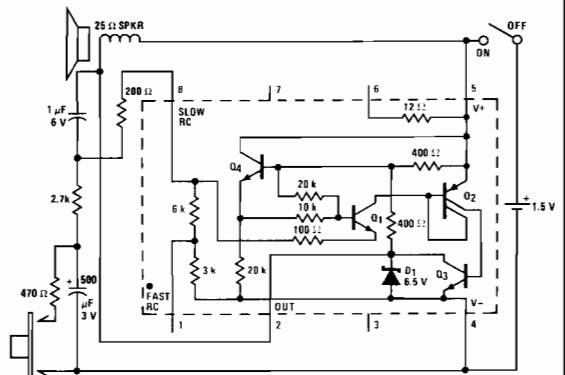 25 Ω SPKR
OFF
ON
200 Ω
8
7
6
5
SLOW
RC
12 Ω
V+
1 μF
6 V
Q4
400 Ω
20 k
Q2
2.7k
10 k
Q1
6 k
100 Ω
400 Ω
+
1.5 V
470 Ω
+
500
μF
3 V
3 k
20 k
D1
6.5 V
Q3
FAST
RC
OUT
V−
1
2
3
4